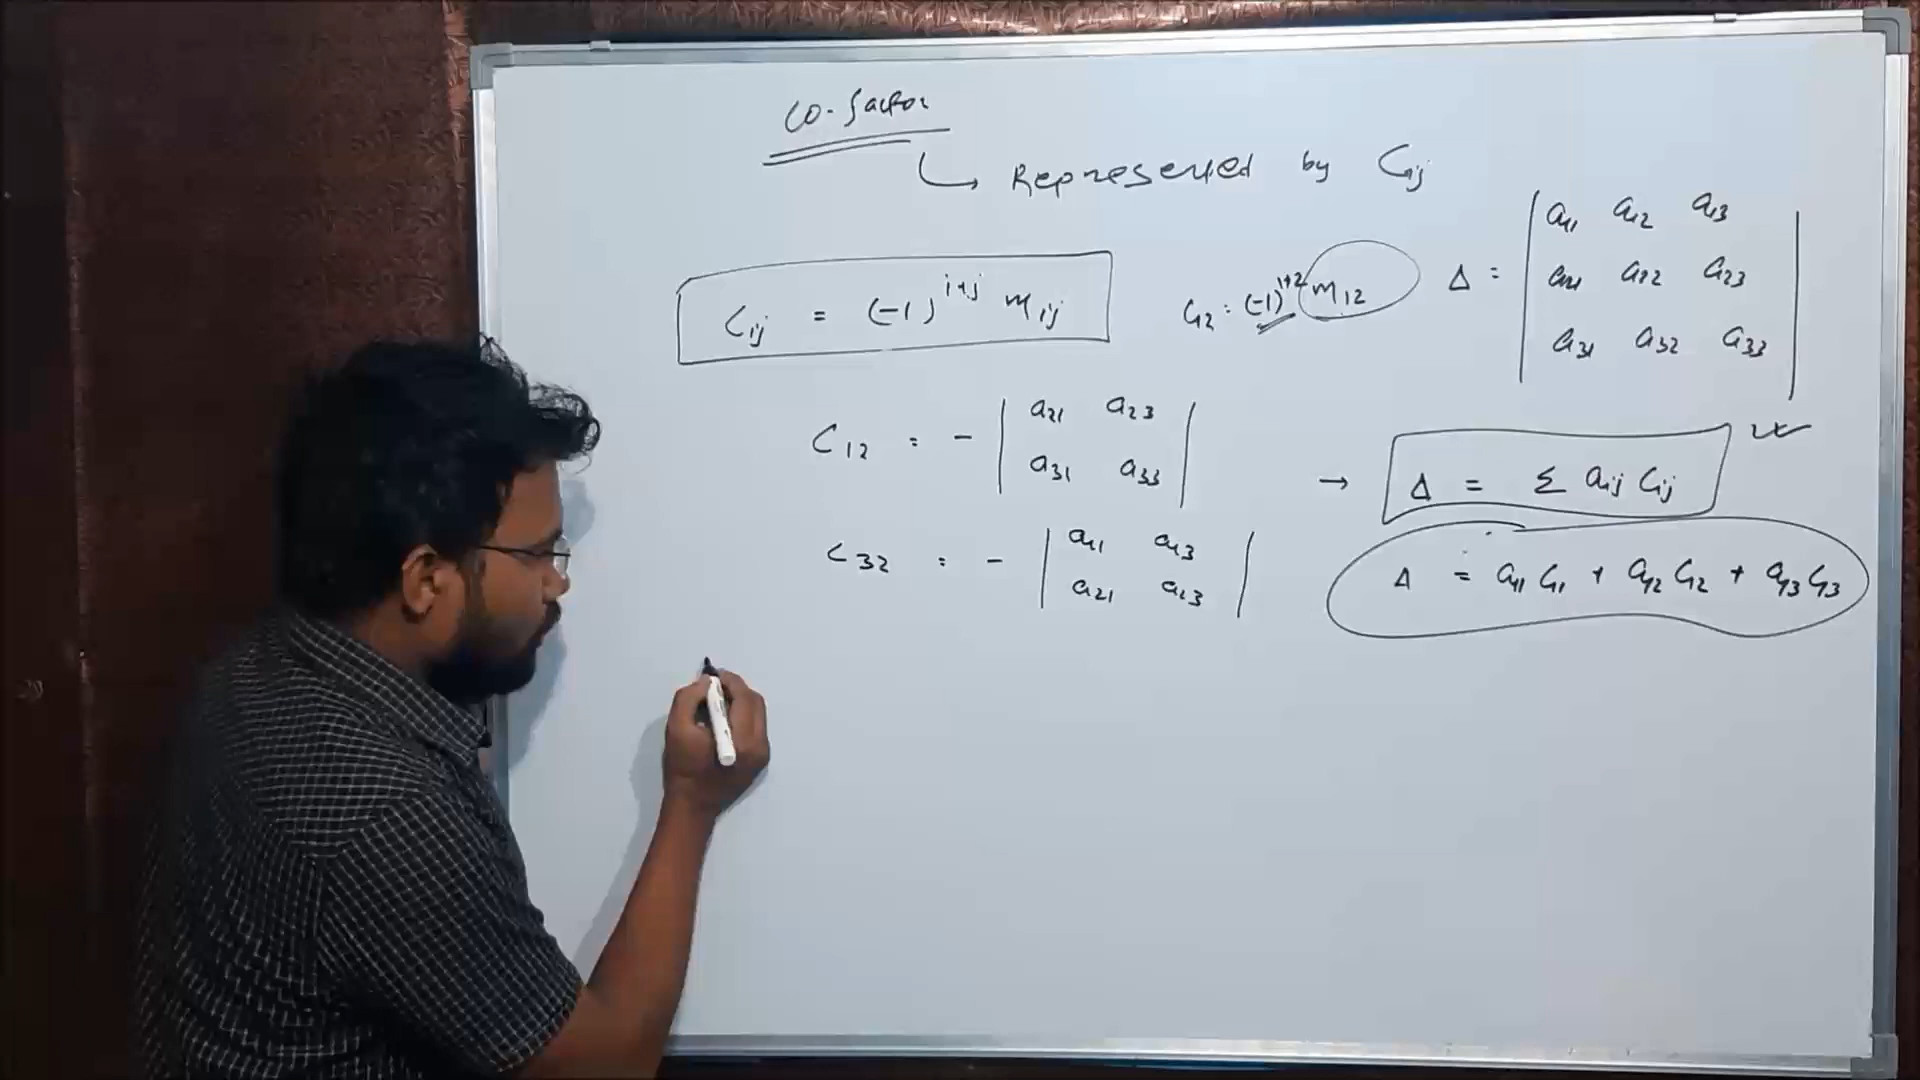 Co-factor
↳ Represented by Cij
Cij = (-1)^{i+j} Mij
C12 = (-1)^{1+2} M12
Δ = | a11 a12 a13 |
| a21 a22 a23 |
| a31 a32 a33 |
C12 = - | a21 a23 |
| a31 a33 |
→ Δ = Σ aij Cij
C32 = - | a11 a13 |
| a21 a23 |
Δ = a11 C11 + a12 C12 + a13 C13